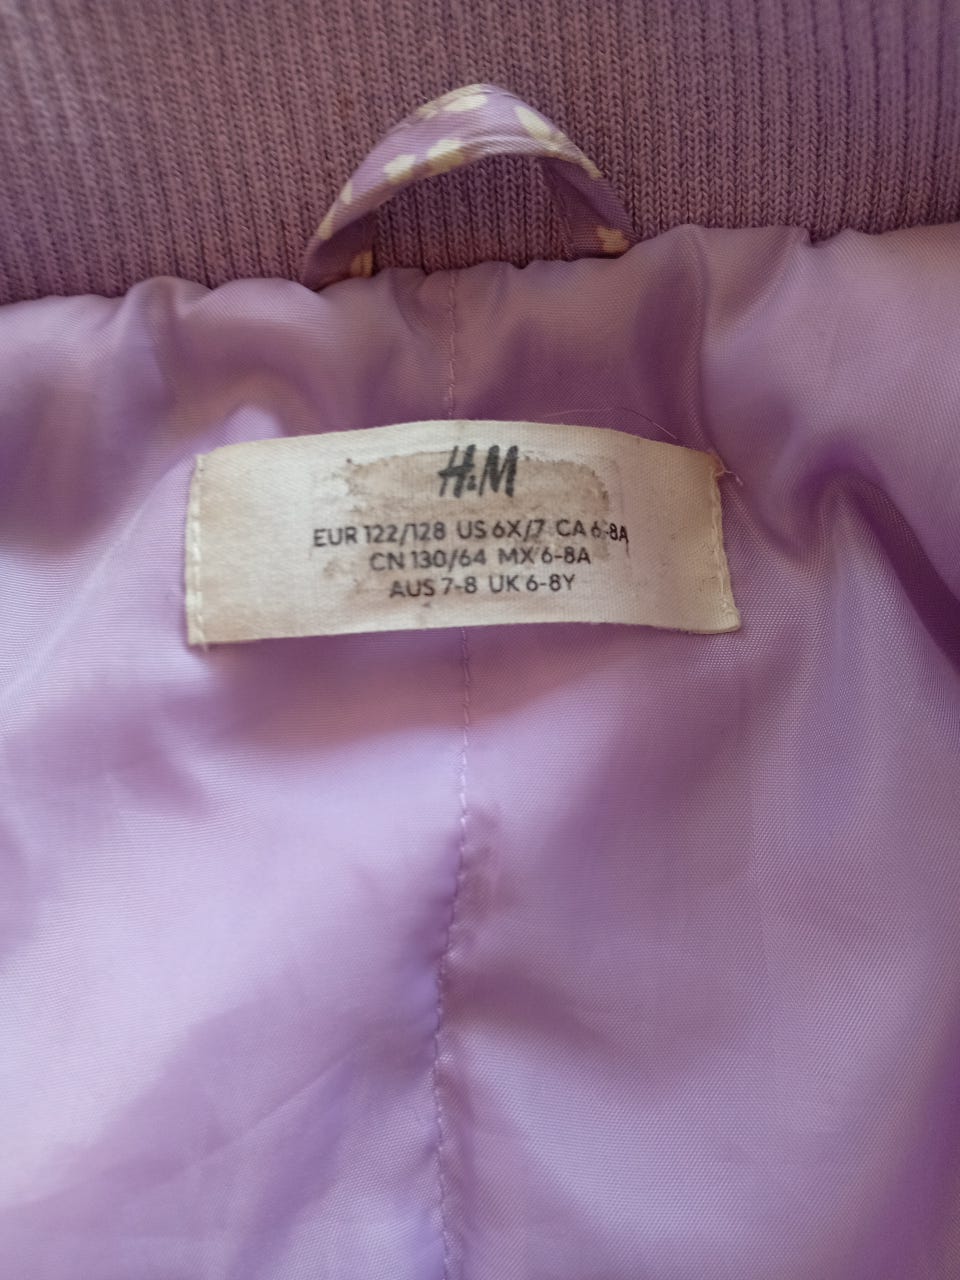 H&M
EUR 122/128 US 6X/7 CA 6-8A
CN 130/64 MX 6-8A
AUS 7-8 UK 6-8Y